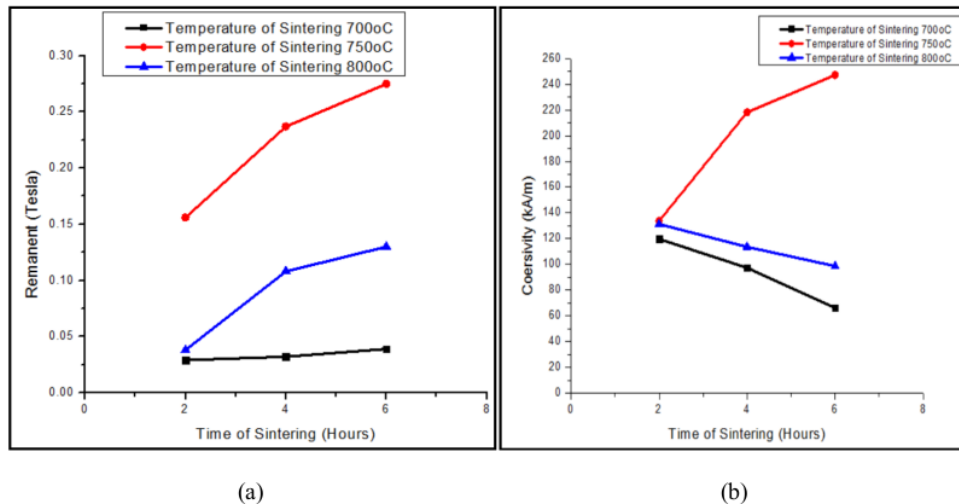 Temperature of Sintering 700oC
Temperature of Sintering 750oC
Temperature of Sintering 800oC
0.30
0.25
0.20
0.15
0.10
0.05
0.00
Remanent (Tesla)
0 2 4 6 8
Time of Sintering (Hours)
Temperature of Sintering 700oC
Temperature of Sintering 750oC
Temperature of Sintering 800oC
260
240
220
200
180
160
140
120
100
80
60
40
20
0
Coersivity (kA/m)
0 2 4 6 8
Time of Sintering (Hours)
(a) (b)